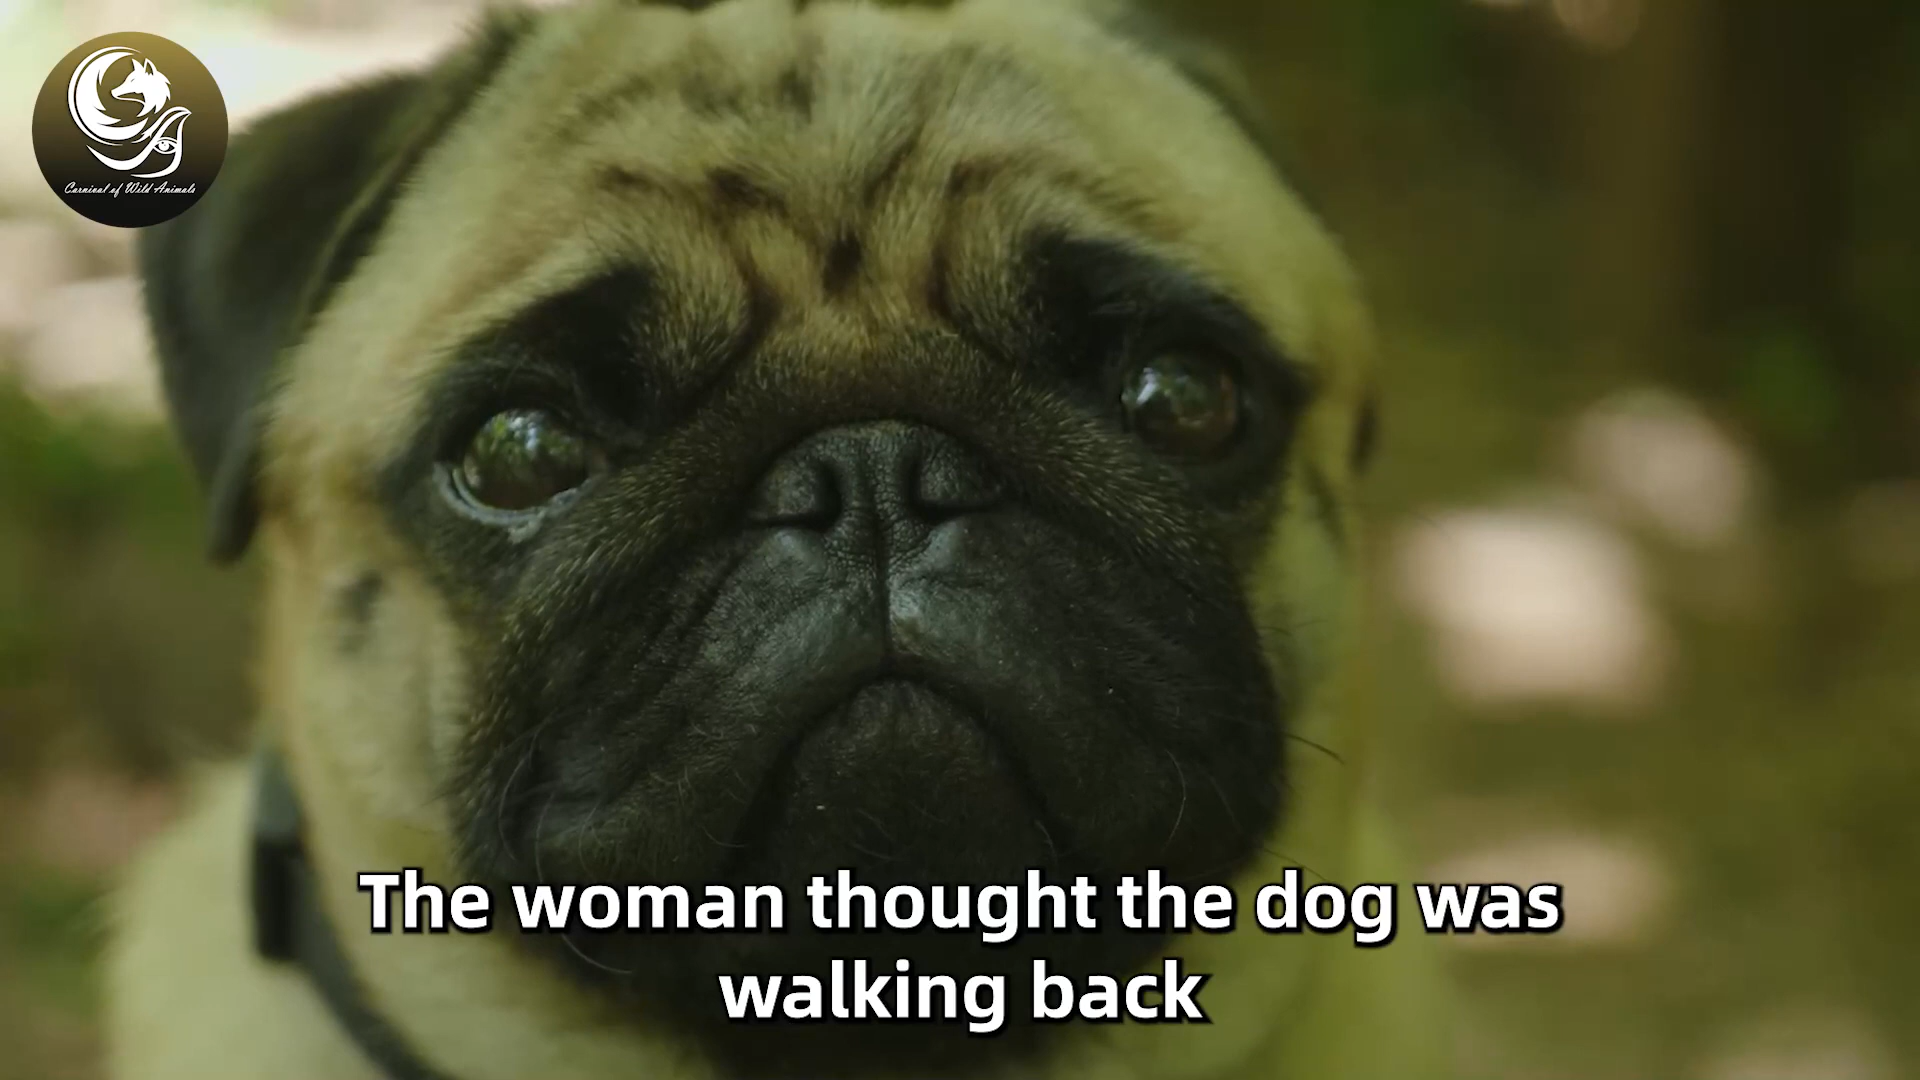 Carnival of Wild Animals
The woman thought the dog was
walking back